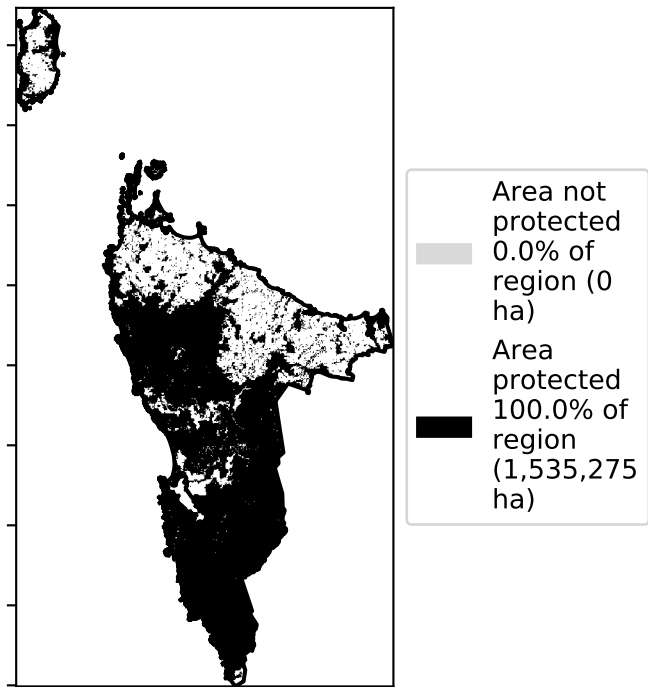 Area not
protected
0.0% of
region (0
ha)
Area
protected
100.0% of
region
(1,535,275
ha)